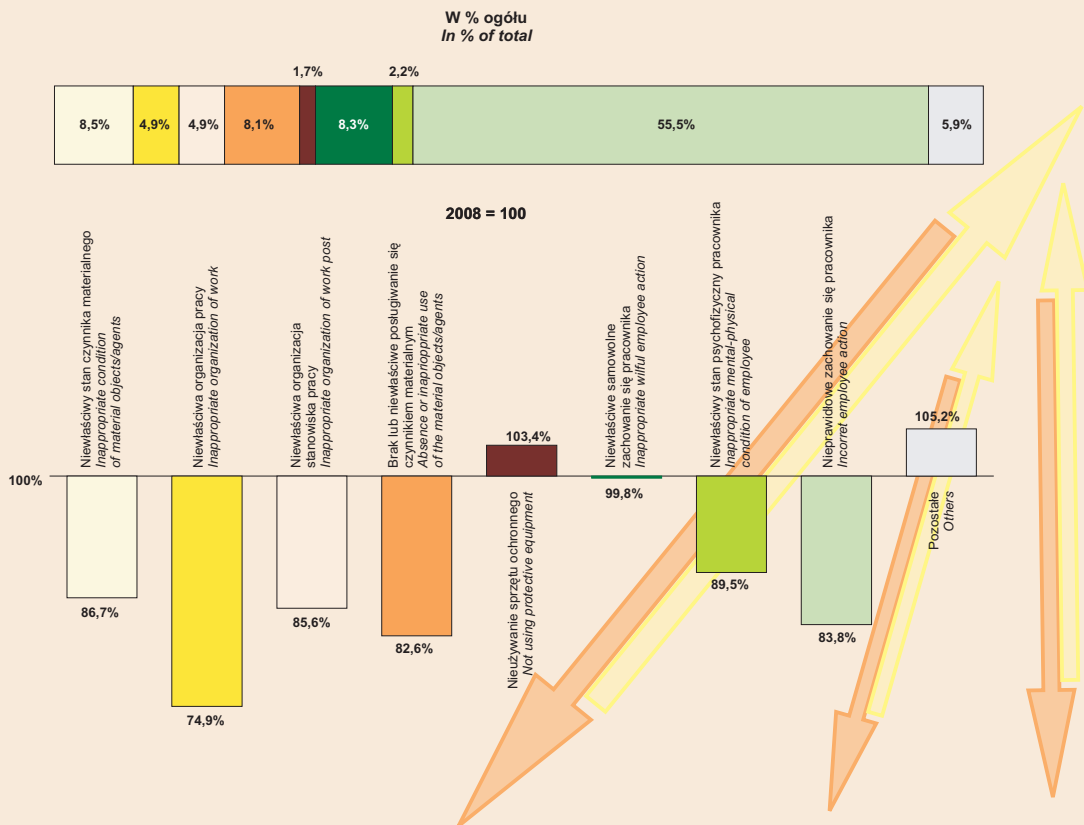 W % ogółu
In % of total
1,7%
2,2%
8,5%
4,9%
4,9%
8,1%
8,3%
55,5%
5,9%
2008 = 100
Niewłaściwy stan czynnika materialnego
Inappropriate condition
of material objects/agents
Niewłaściwa organizacja pracy
Inappropriate organization of work
Niewłaściwa organizacja
stanowiska pracy
Inappropriate organization of work post
Brak lub niewłaściwe posługiwanie się
czynnikiem materialnym
Absence or inapriopriate use
of the material objects/agents
Nieużywanie sprzętu ochronnego
Not using protective equipment
Niewłaściwe samowolne
zachowanie się pracownika
Inappropriate wilful employee action
Niewłaściwy stan psychofizyczny pracownika
Inappropriate mental-physical
condition of employee
Nieprawidłowe zachowanie się pracownika
Incorret employee action
Pozostałe
Others
100%
86,7%
74,9%
85,6%
82,6%
103,4%
99,8%
89,5%
83,8%
105,2%